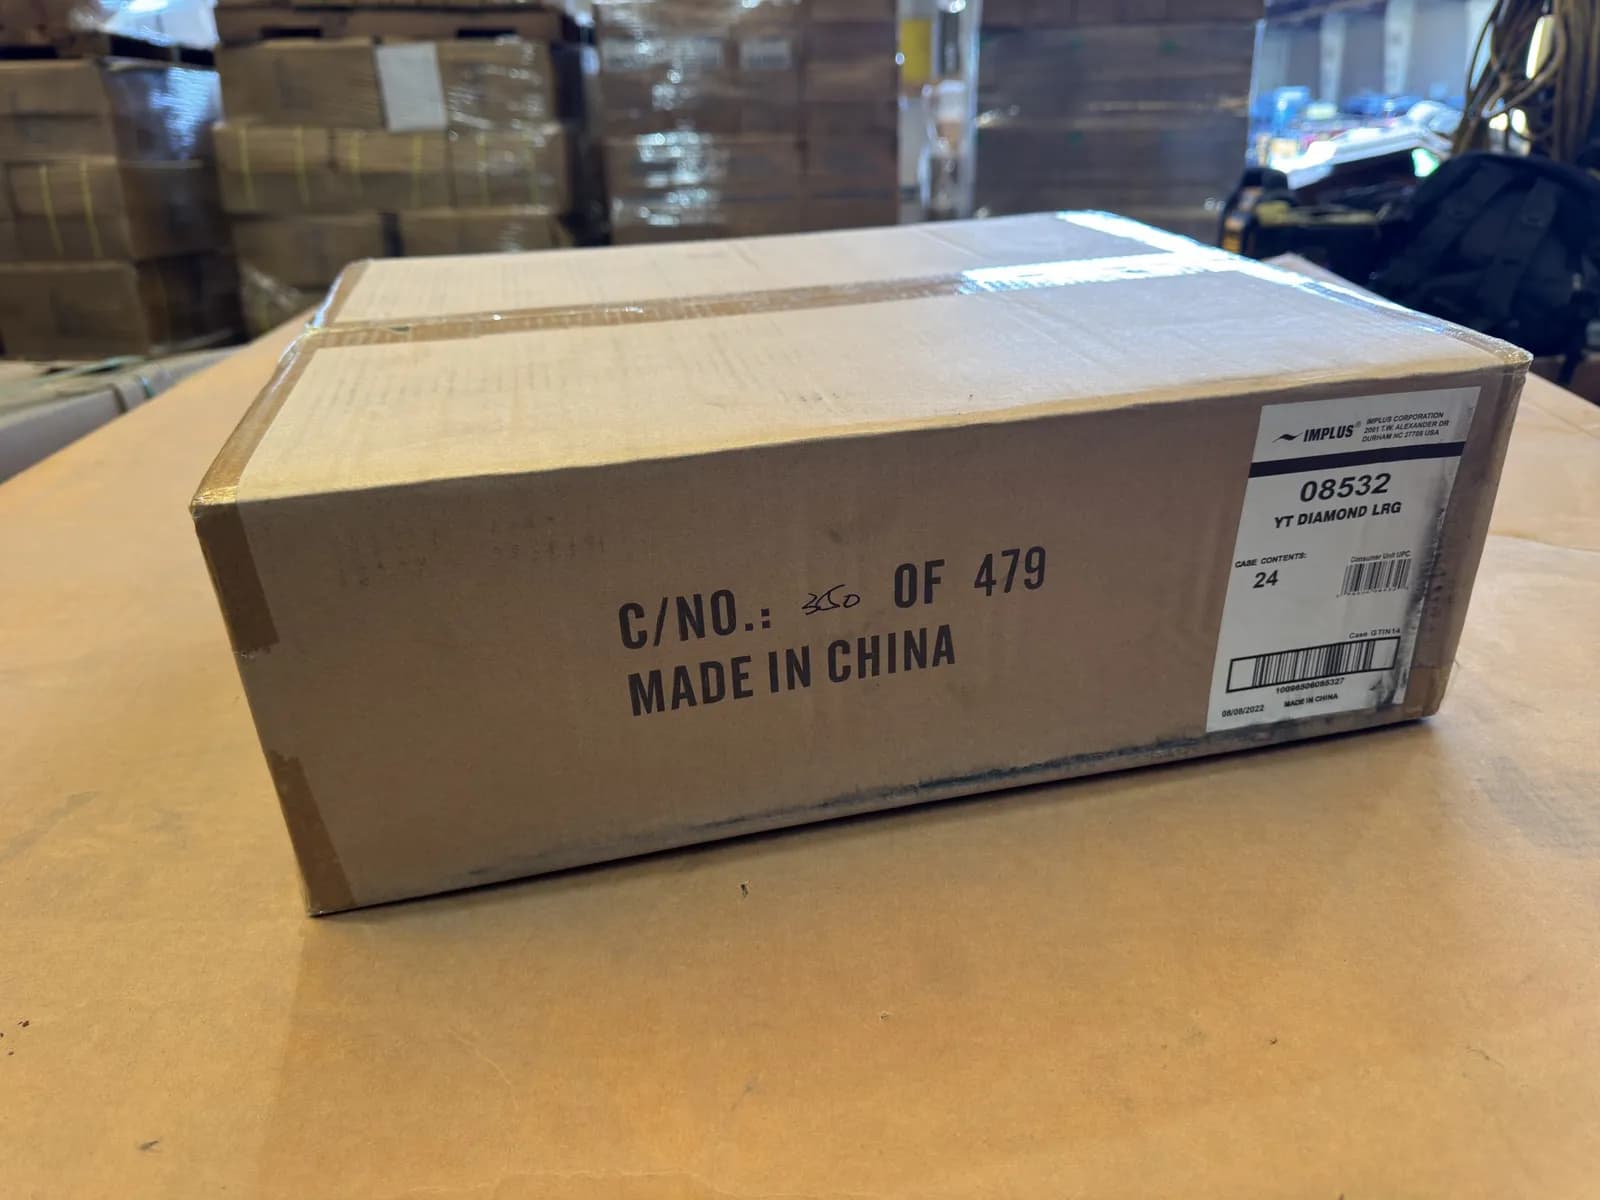 C/NO.: 350 OF 479
MADE IN CHINA
IMPLUS®
IMPLUS CORPORATION
2001 T.W. ALEXANDER DR
DURHAM NC 27709 USA
08532
YT DIAMOND LRG
CASE CONTENTS:
24
Consumer Unit UPC
Case GTIN14
10098506085327
08/08/2022 MADE IN CHINA